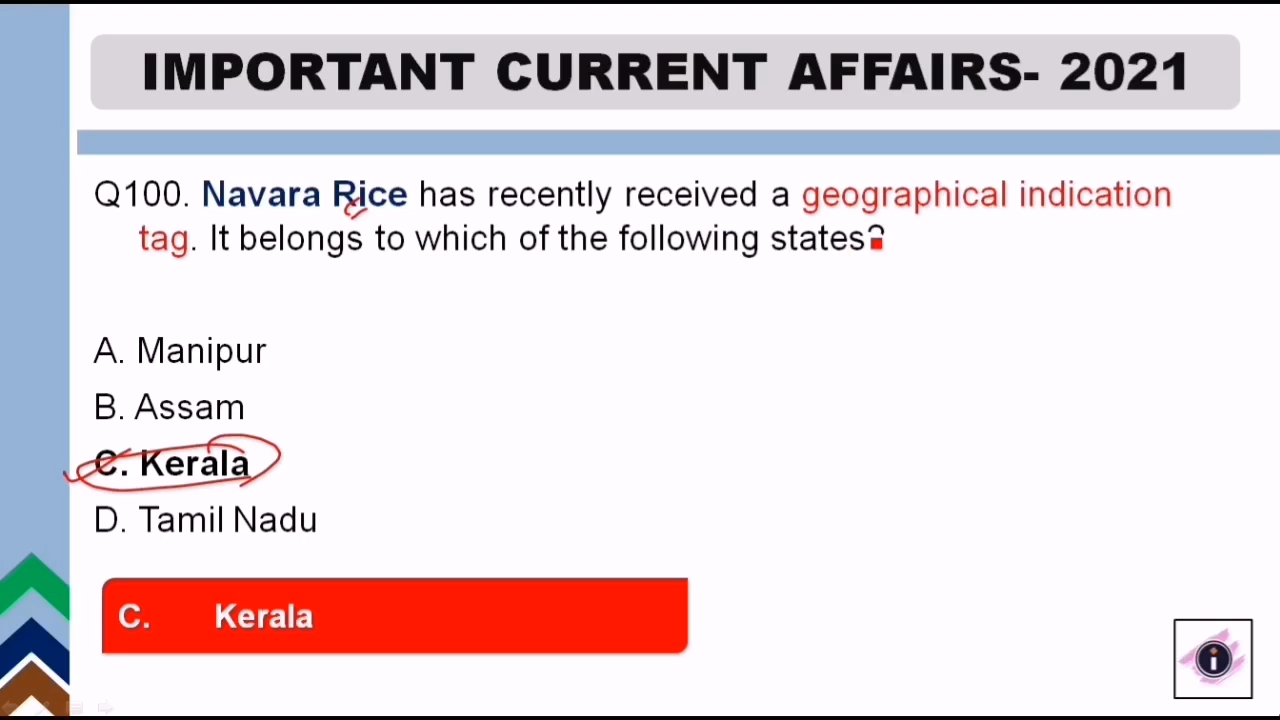 IMPORTANT CURRENT AFFAIRS- 2021
Q100. Navara Rice has recently received a geographical indication
tag. It belongs to which of the following states?
A. Manipur
B. Assam
C. Kerala
D. Tamil Nadu
C. Kerala
i